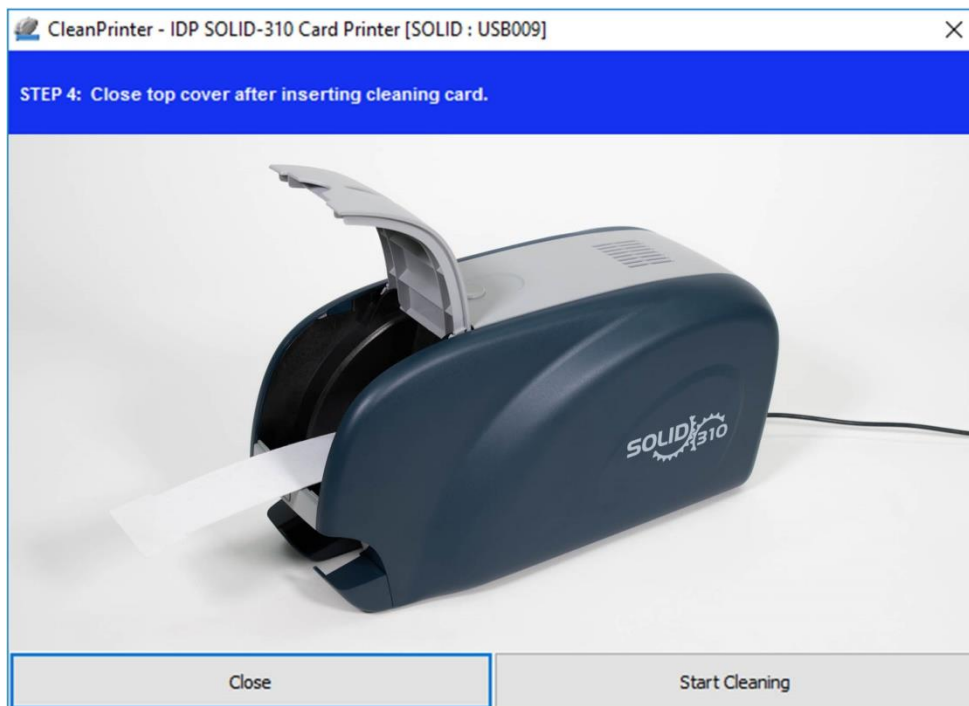 CleanPrinter - IDP SOLID-310 Card Printer [SOLID : USB009]
STEP 4: Close top cover after inserting cleaning card.
SOLID 310
Close
Start Cleaning